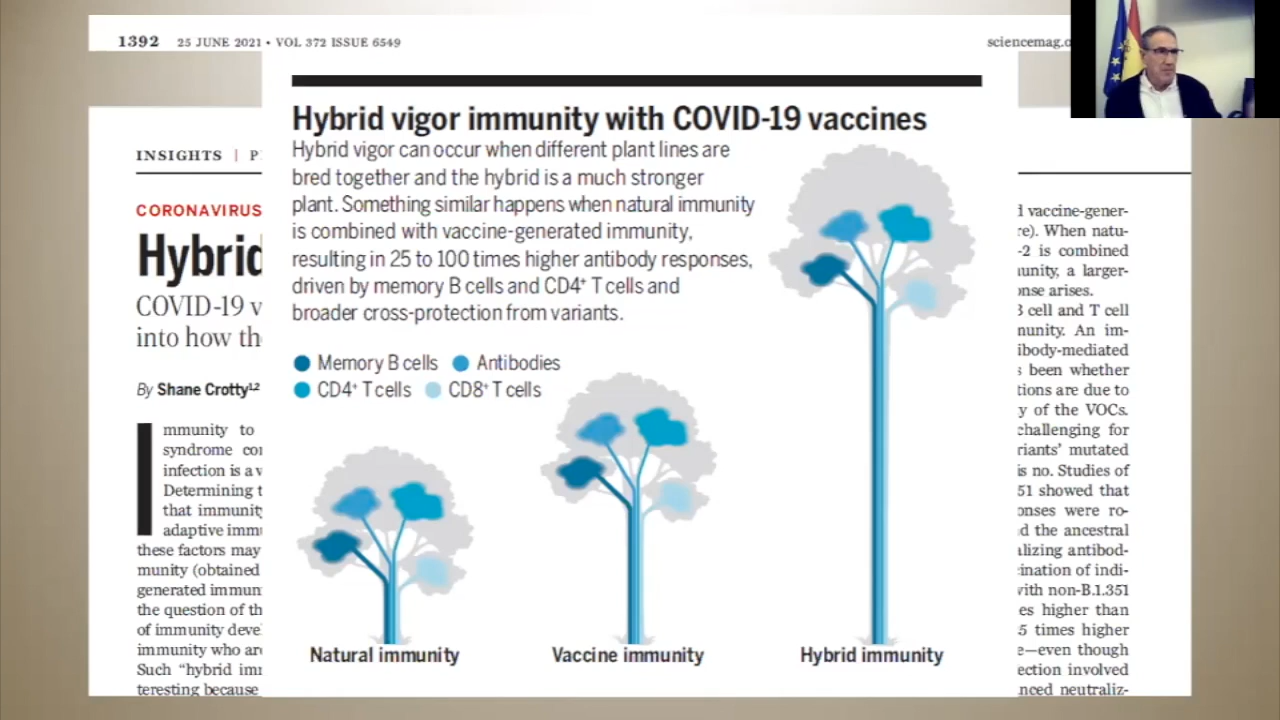 1392 25 JUNE 2021 • VOL 372 ISSUE 6549
sciencemag.o
INSIGHTS |
CORONAVIRUS
Hybrid
COVID-19 v
into how th
By Shane Crotty1,2
Immunity to
syndrome co
infection is a v
Determining t
that immunity
adaptive imm
these factors may
munity (obtained
generated immun
the question of th
of immunity deve
immunity who are
Such “hybrid im
teresting because
Hybrid vigor immunity with COVID-19 vaccines
Hybrid vigor can occur when different plant lines are
bred together and the hybrid is a much stronger
plant. Something similar happens when natural immunity
is combined with vaccine-generated immunity,
resulting in 25 to 100 times higher antibody responses,
driven by memory B cells and CD4+ T cells and
broader cross-protection from variants.
Memory B cells Antibodies
CD4+ T cells CD8+ T cells
Natural immunity Vaccine immunity Hybrid immunity
d vaccine-gener-
re). When natu-
-2 is combined
unity, a larger-
onse arises.
B cell and T cell
munity. An im-
ibody-mediated
s been whether
tions are due to
y of the VOCs.
challenging for
riants’ mutated
is no. Studies of
51 showed that
onses were ro-
d the ancestral
alizing antibod-
ination of indi-
with non-B.1.351
es higher than
5 times higher
e—even though
ection involved
nced neutraliz-